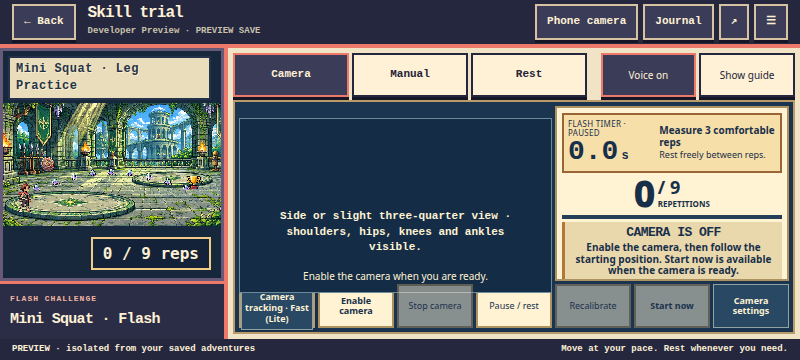 ← Back
Skill trial
Developer Preview · PREVIEW SAVE
Phone camera
Journal
↗
☰
Mini Squat · Leg
Practice
0 / 9 reps
FLASH CHALLENGE
Mini Squat · Flash
Camera
Manual
Rest
Voice on
Show guide
Side or slight three-quarter view ·
shoulders, hips, knees and ankles
visible.
Enable the camera when you are ready.
FLASH TIMER ·
PAUSED
0.0 s
Measure 3 comfortable
reps
Rest freely between reps.
0 / 9
REPETITIONS
CAMERA IS OFF
Enable the camera, then follow the
starting position. Start now is available
when the camera is ready.
Camera
tracking · Fast
(Lite)
Enable
camera
Stop camera
Pause / rest
Recalibrate
Start now
Camera
settings
PREVIEW · isolated from your saved adventures
Move at your pace. Rest whenever you need.